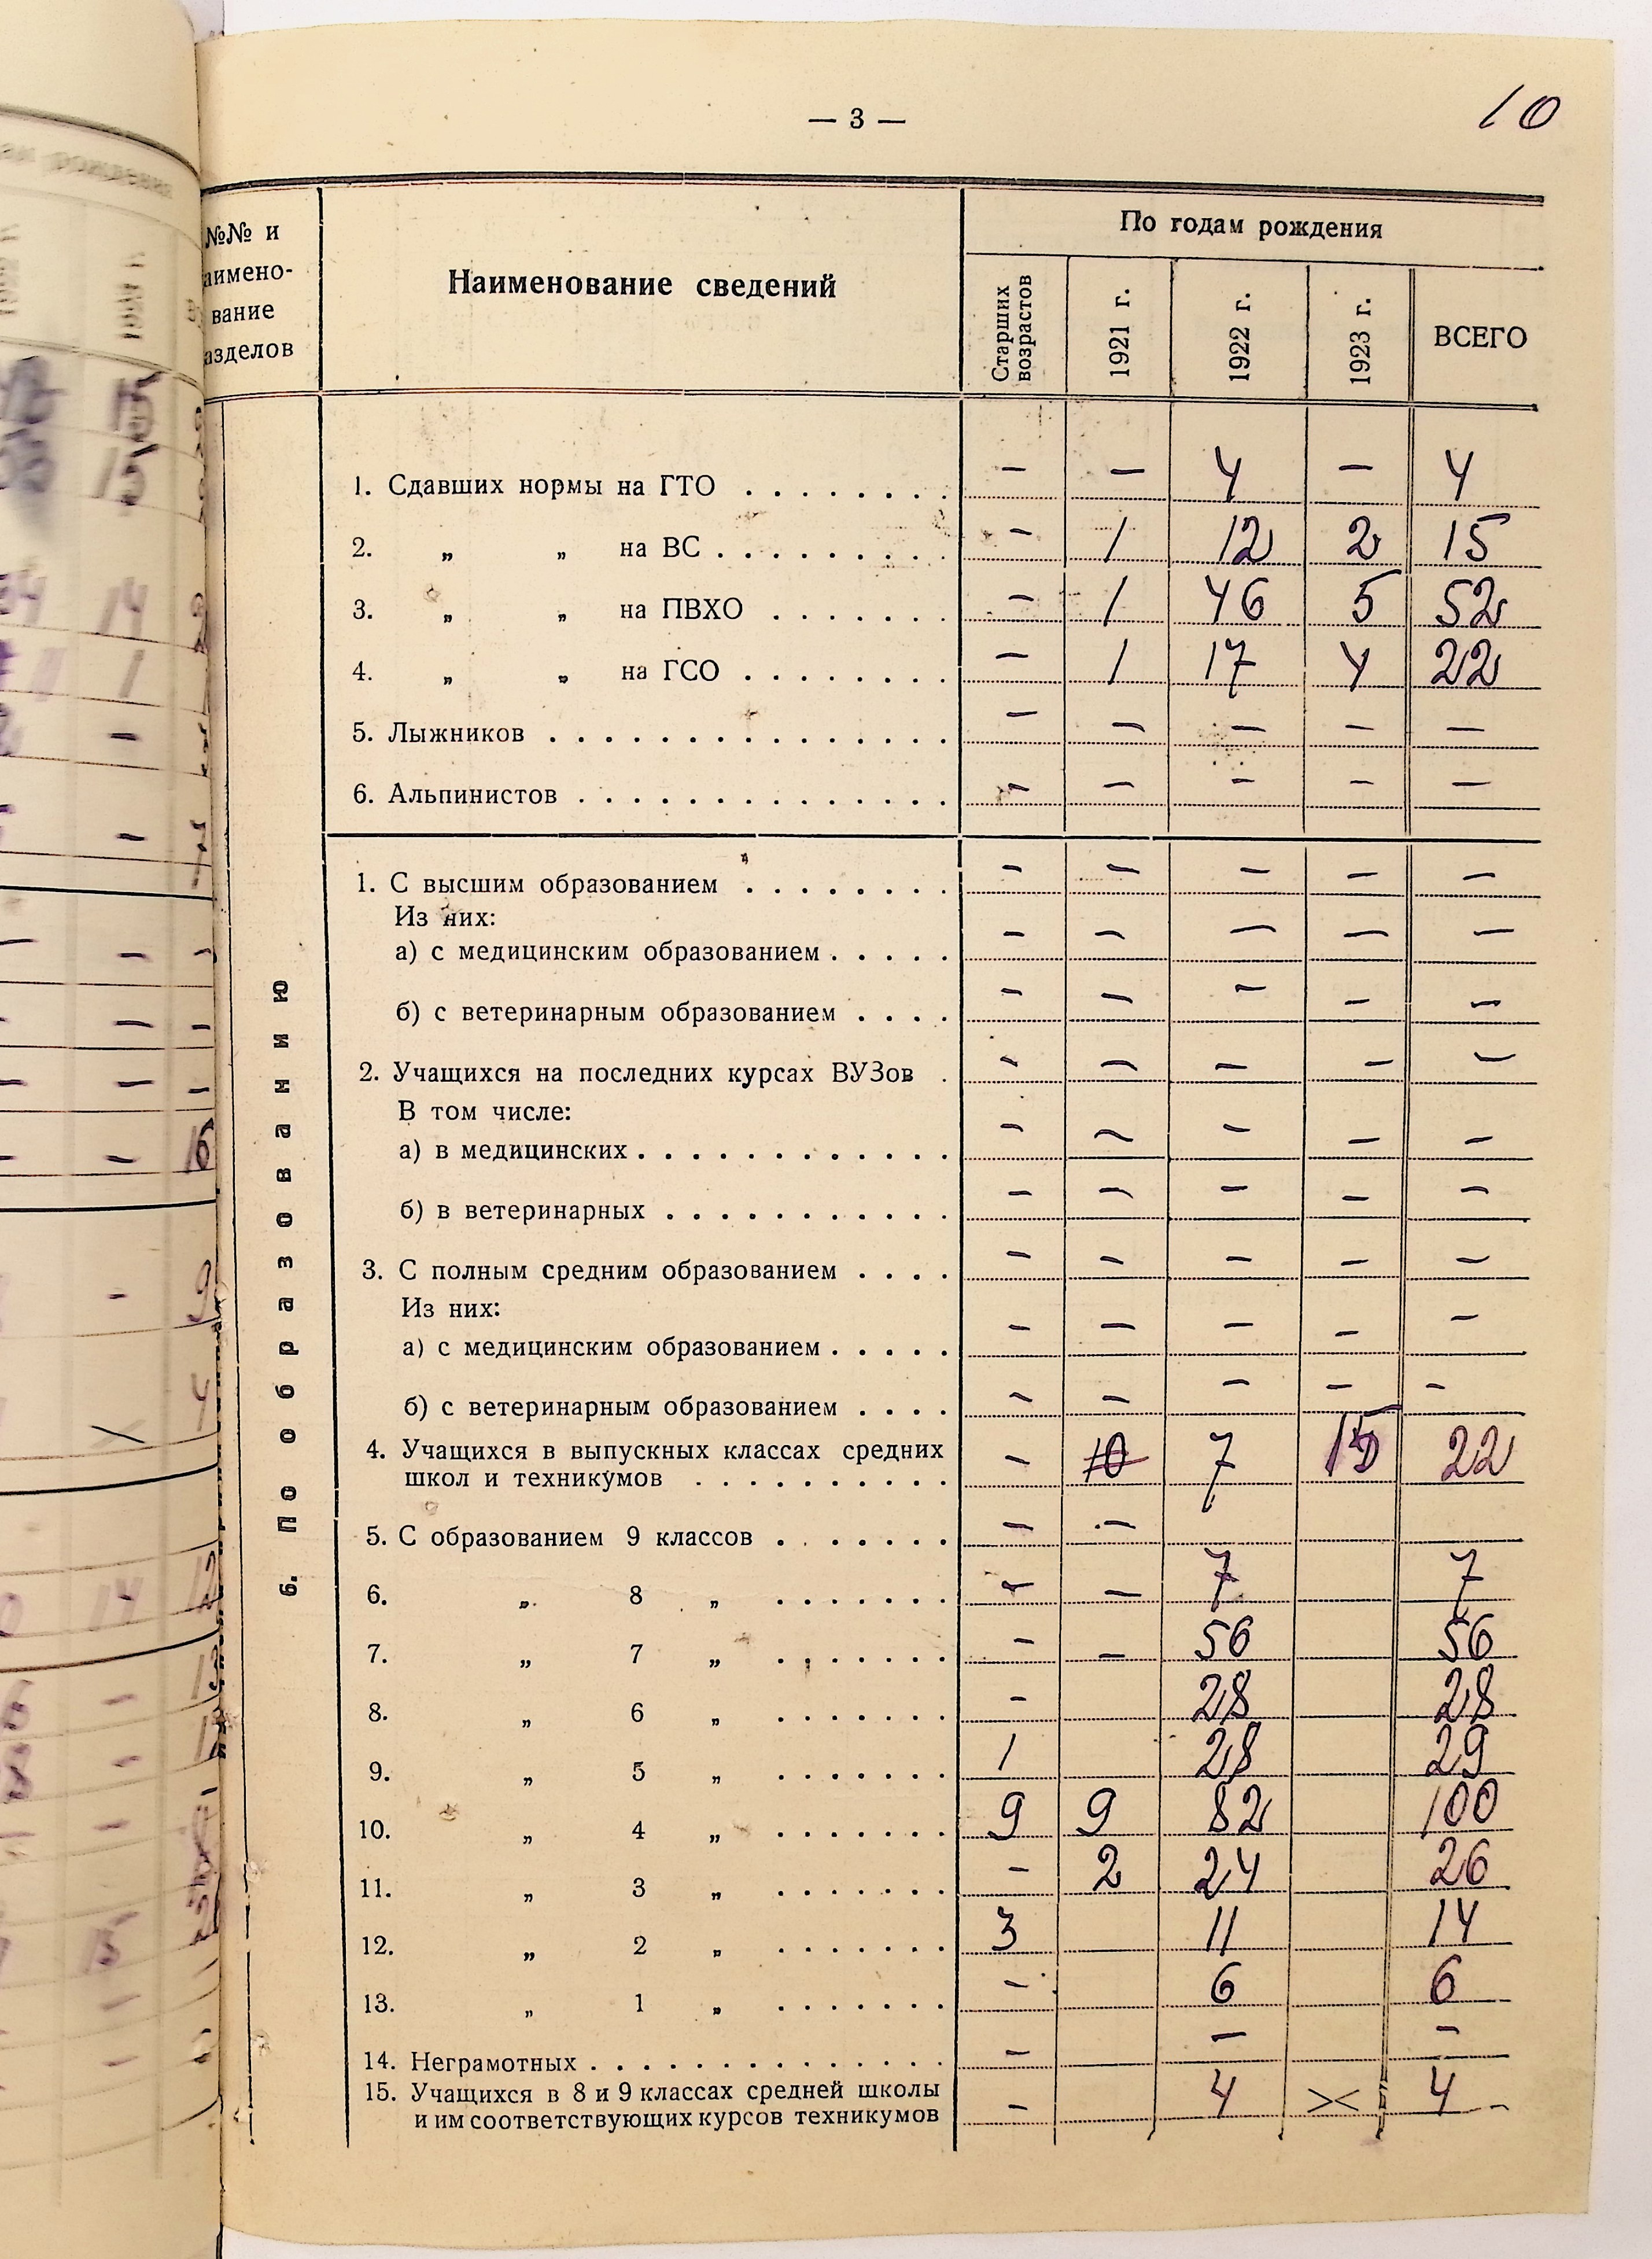 — 3 —
10
№№ и
аимено-
вание
азделов
Наименование сведений
По годам рождения
Старших возрастов
1921 г.
1922 г.
1923 г.
ВСЕГО
1. Сдавших нормы на ГТО . . . . . . . . — — 4 — 4
2. „ „ на ВС . . . . . . . . . — 1 12 2 15
3. „ „ на ПВХО . . . . . . . — 1 46 5 52
4. „ „ на ГСО . . . . . . . . — 1 17 4 22
5. Лыжников . . . . . . . . . . . . . . . — — — — —
6. Альпинистов . . . . . . . . . . . . . . — — — — —
6. По образованию
1. С высшим образованием . . . . . . . . — — — — —
Из них:
а) с медицинским образованием . . . . . — — — — —
б) с ветеринарным образованием . . . . — — — — —
2. Учащихся на последних курсах ВУЗов . — — — — —
В том числе:
а) в медицинских . . . . . . . . . . . . — — — — —
б) в ветеринарных . . . . . . . . . . . — — — — —
3. С полным средним образованием . . . . — — — — —
Из них:
а) с медицинским образованием . . . . . — — — — —
б) с ветеринарным образованием . . . . — — — — —
4. Учащихся в выпускных классах средних
школ и техникумов . . . . . . . . . . — 10 7 15 22
5. С образованием 9 классов . . . . . . . — —
6. „ 8 „ . . . . . . . — — 7 7
7. „ 7 „ . . . . . . . — — 56 56
8. „ 6 „ . . . . . . . — 28 28
9. „ 5 „ . . . . . . . 1 28 29
10. „ 4 „ . . . . . . . 9 9 82 100
11. „ 3 „ . . . . . . . — 2 24 26
12. „ 2 „ . . . . . . . 3 11 14
13. „ 1 „ . . . . . . . — 6 6
14. Неграмотных . . . . . . . . . . . . . — — —
15. Учащихся в 8 и 9 классах средней школы
и им соответствующих курсов техникумов — 4 >< 4 —